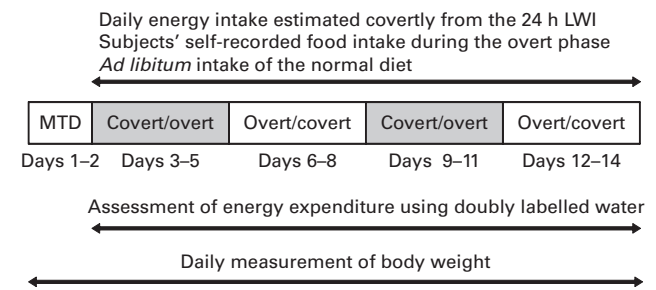 Daily energy intake estimated covertly from the 24 h LWI
Subjects’ self-recorded food intake during the overt phase
Ad libitum intake of the normal diet
MTD Covert/overt Overt/covert Covert/overt Overt/covert
Days 1–2 Days 3–5 Days 6–8 Days 9–11 Days 12–14
Assessment of energy expenditure using doubly labelled water
Daily measurement of body weight